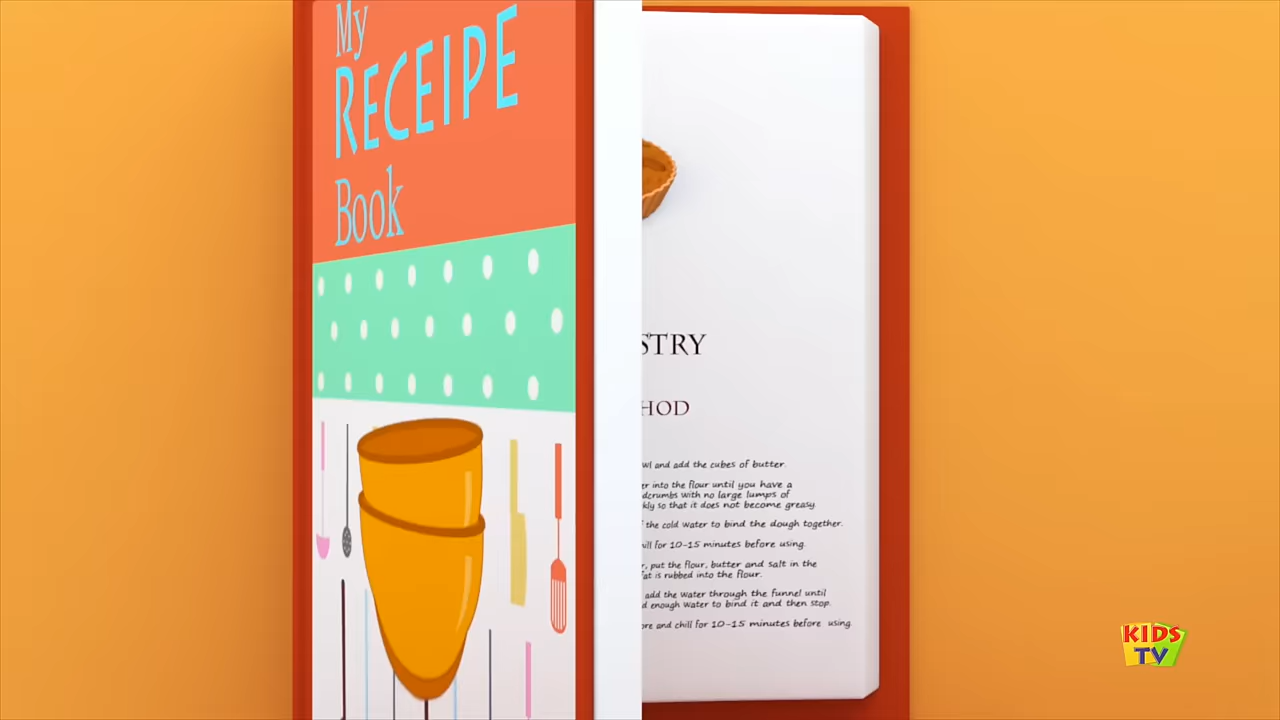 My
RECEIPE
Book
STRY
HOD
wl and add the cubes of butter.
er into the flour until you have a
dcrumbs with no large lumps of
kly so that it does not become greasy.
f the cold water to bind the dough together.
ill for 10-15 minutes before using.
r, put the flour, butter and salt in the
fat is rubbed into the flour.
add the water through the funnel until
d enough water to bind it and then stop.
ore and chill for 10-15 minutes before using.
KIDS
TV